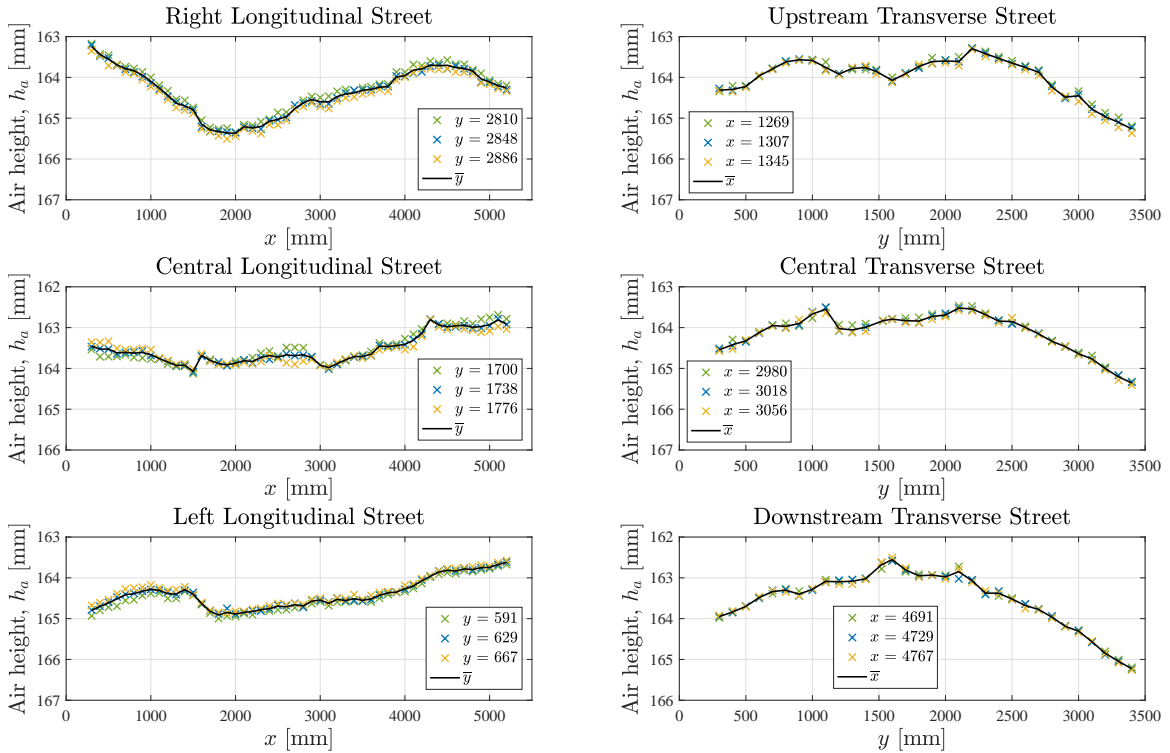 Right Longitudinal Street
Air height, hₐ [mm]
163
164
165
166
167
y = 2810
y = 2848
y = 2886
y̅
0 1000 2000 3000 4000 5000
x [mm]
Upstream Transverse Street
Air height, hₐ [mm]
163
164
165
166
167
x = 1269
x = 1307
x = 1345
x̅
0 500 1000 1500 2000 2500 3000 3500
y [mm]
Central Longitudinal Street
Air height, hₐ [mm]
162
163
164
165
166
y = 1700
y = 1738
y = 1776
y̅
0 1000 2000 3000 4000 5000
x [mm]
Central Transverse Street
Air height, hₐ [mm]
163
164
165
166
167
x = 2980
x = 3018
x = 3056
x̅
0 500 1000 1500 2000 2500 3000 3500
y [mm]
Left Longitudinal Street
Air height, hₐ [mm]
163
164
165
166
167
y = 591
y = 629
y = 667
y̅
0 1000 2000 3000 4000 5000
x [mm]
Downstream Transverse Street
Air height, hₐ [mm]
162
163
164
165
166
x = 4691
x = 4729
x = 4767
x̅
0 500 1000 1500 2000 2500 3000 3500
y [mm]